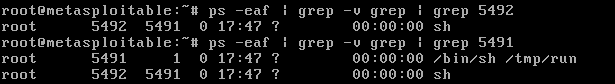 root@metasploitable:~# ps -eaf | grep -v grep | grep 5492
root      5492  5491  0 17:47 ?        00:00:00 sh
root@metasploitable:~# ps -eaf | grep -v grep | grep 5491
root      5491     1  0 17:47 ?        00:00:00 /bin/sh /tmp/run
root      5492  5491  0 17:47 ?        00:00:00 sh